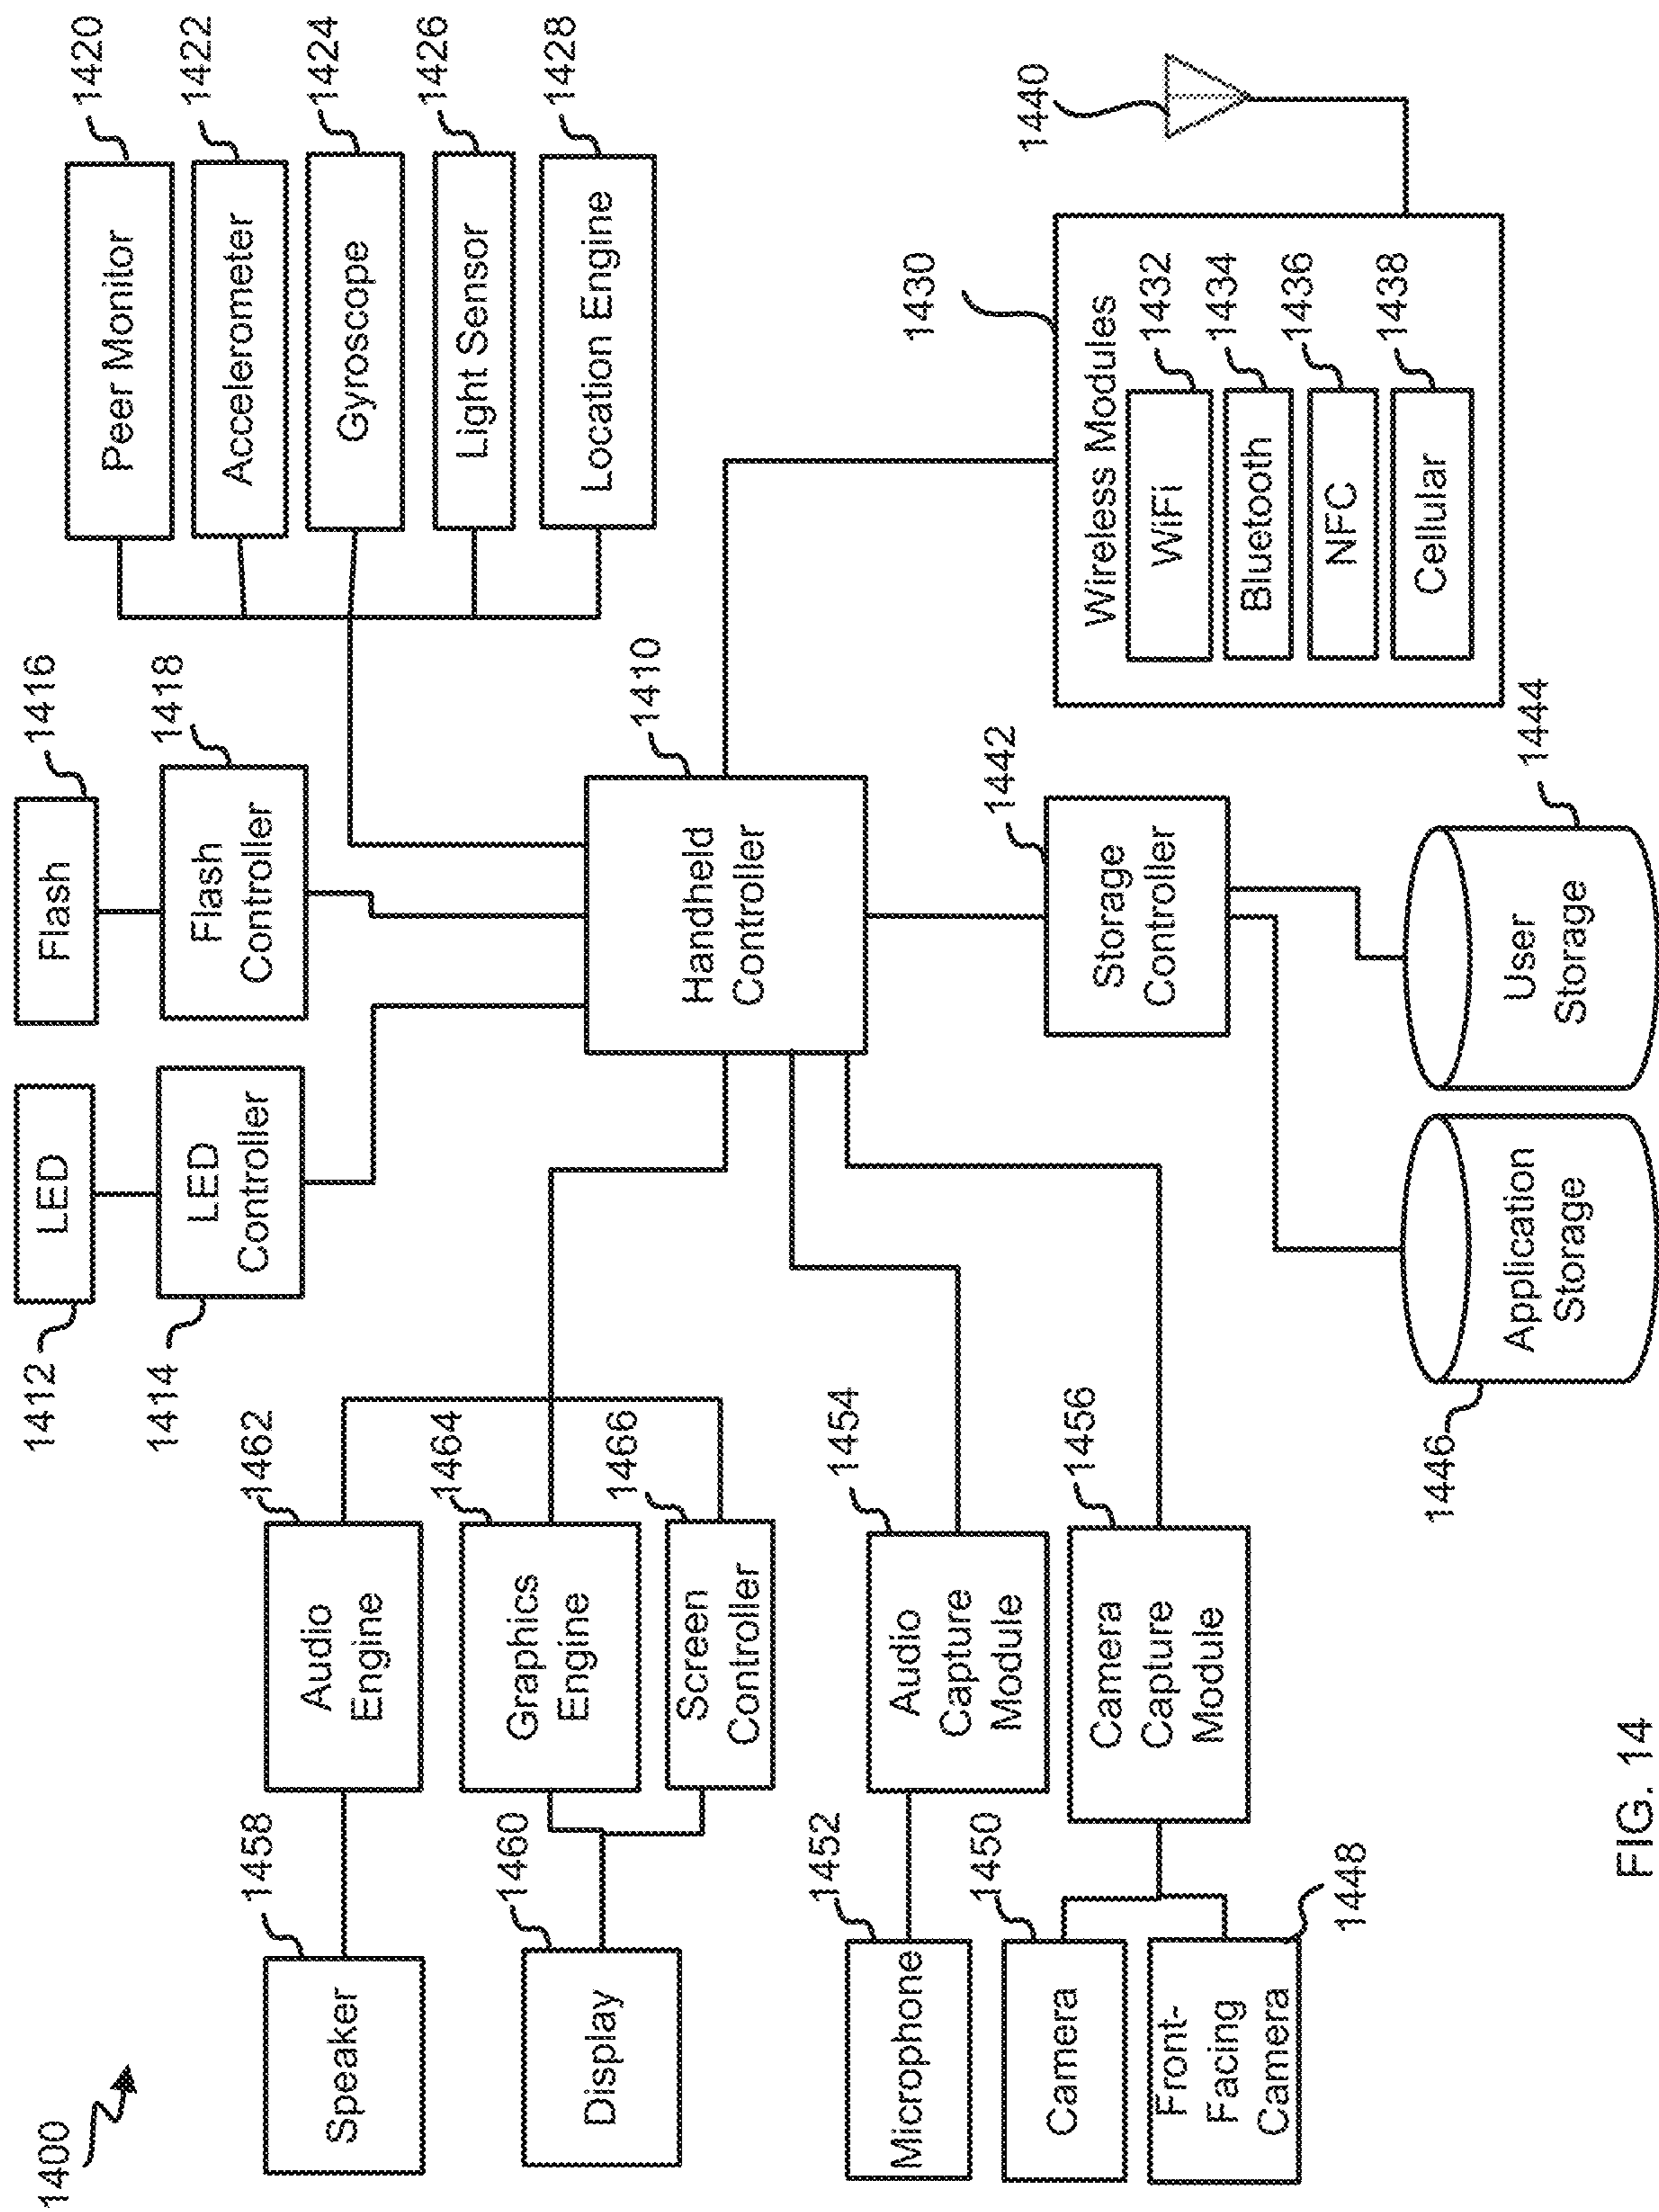 1400
1412
LED
1414
LED
Controller
Flash
1416
Flash
Controller
1418
Peer Monitor
1420
Accelerometer
1422
Gyroscope
1424
Light Sensor
1426
Location Engine
1428
Speaker
1458
Audio
Engine
1462
Display
1460
Graphics
Engine
1464
Screen
Controller
1466
Handheld
Controller
1410
Microphone
1452
Audio
Capture
Module
1454
Camera
1450
Front-
Facing
Camera
1448
Camera
Capture
Module
1456
Storage
Controller
1442
Application
Storage
1446
User
Storage
1444
1430
Wireless Modules
WiFi
1432
Bluetooth
1434
NFC
1436
Cellular
1438
1440
FIG. 14